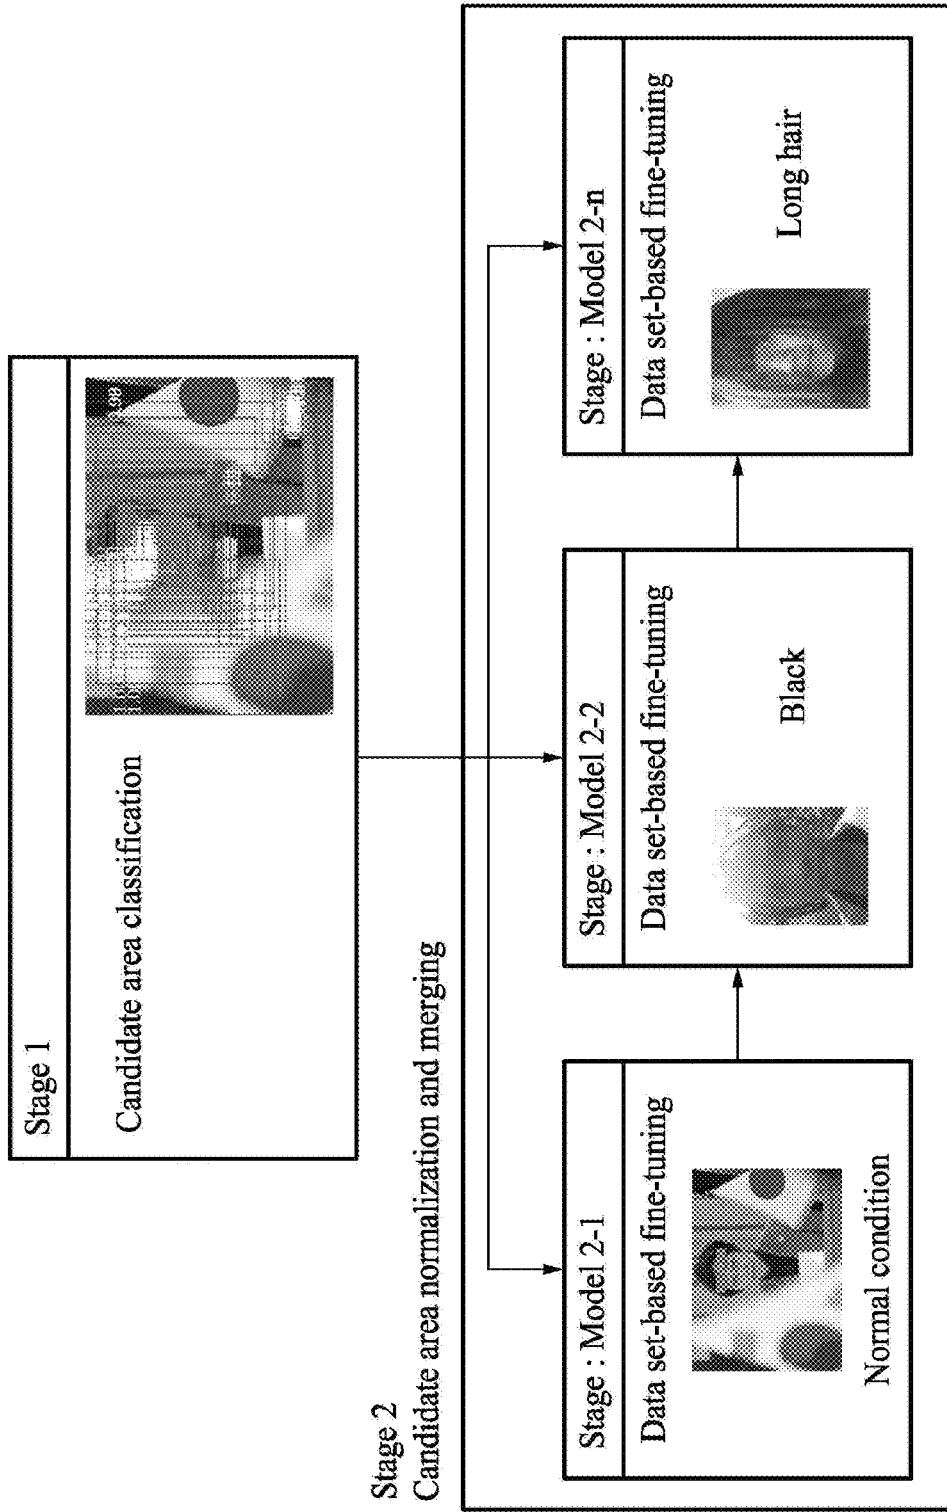 Stage 1
Candidate area classification
Stage 2
Candidate area normalization and merging
Stage : Model 2-1
Data set-based fine-tuning
Normal condition
Stage : Model 2-2
Data set-based fine-tuning
Black
Stage : Model 2-n
Data set-based fine-tuning
Long hair